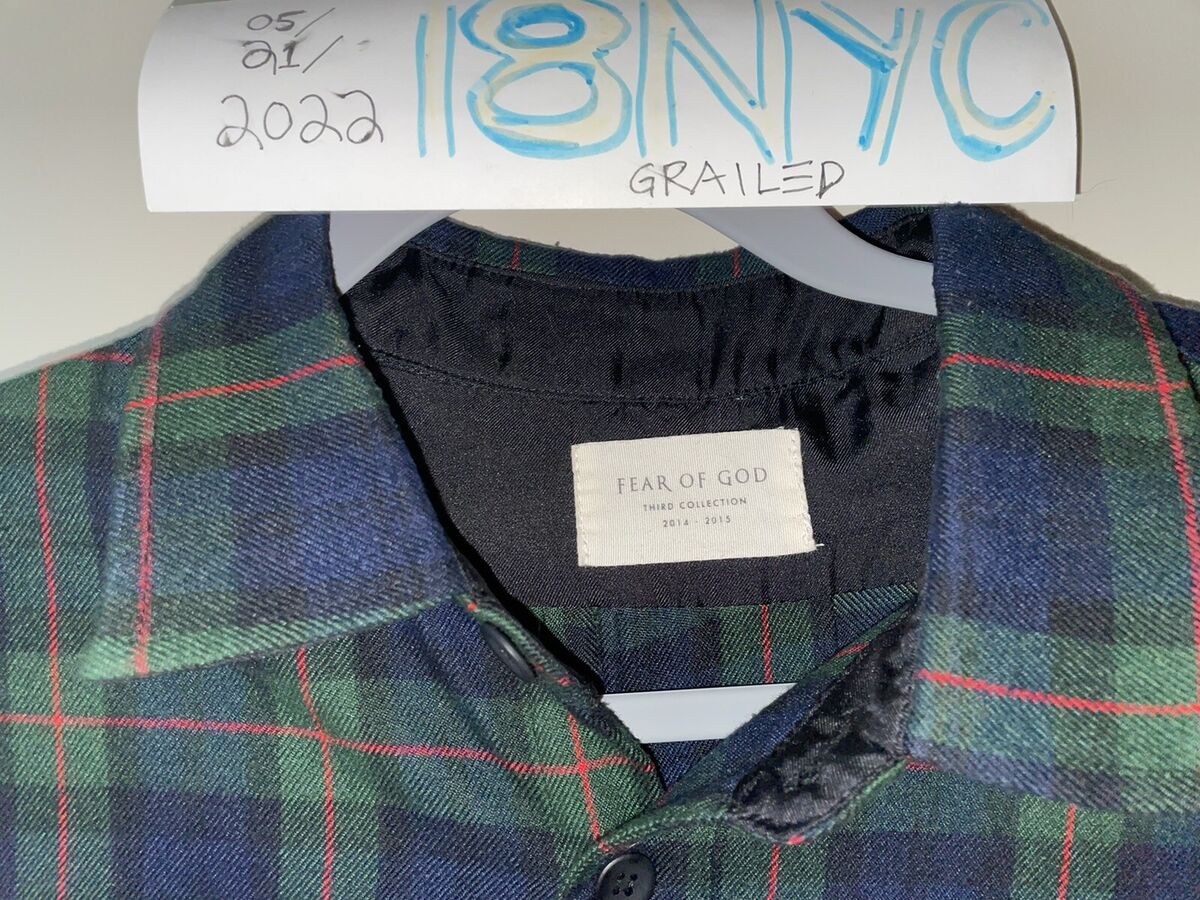 05/
21/
2022
18NYC
GRAILED
FEAR OF GOD
THIRD COLLECTION
2014 - 2015